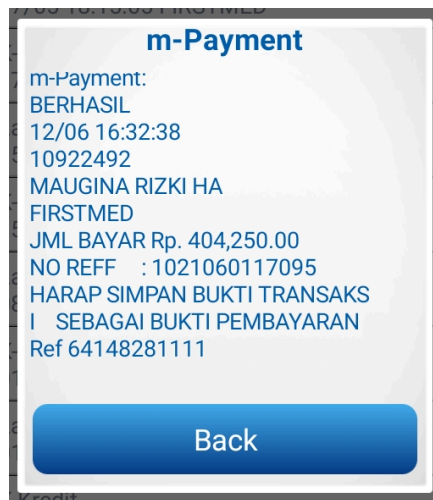 m-Payment
m-Payment:
BERHASIL
12/06 16:32:38
10922492
MAUGINA RIZKI HA
FIRSTMED
JML BAYAR Rp. 404,250.00
NO REFF : 1021060117095
HARAP SIMPAN BUKTI TRANSAKS
I SEBAGAI BUKTI PEMBAYARAN
Ref 64148281111
Back
Kredit